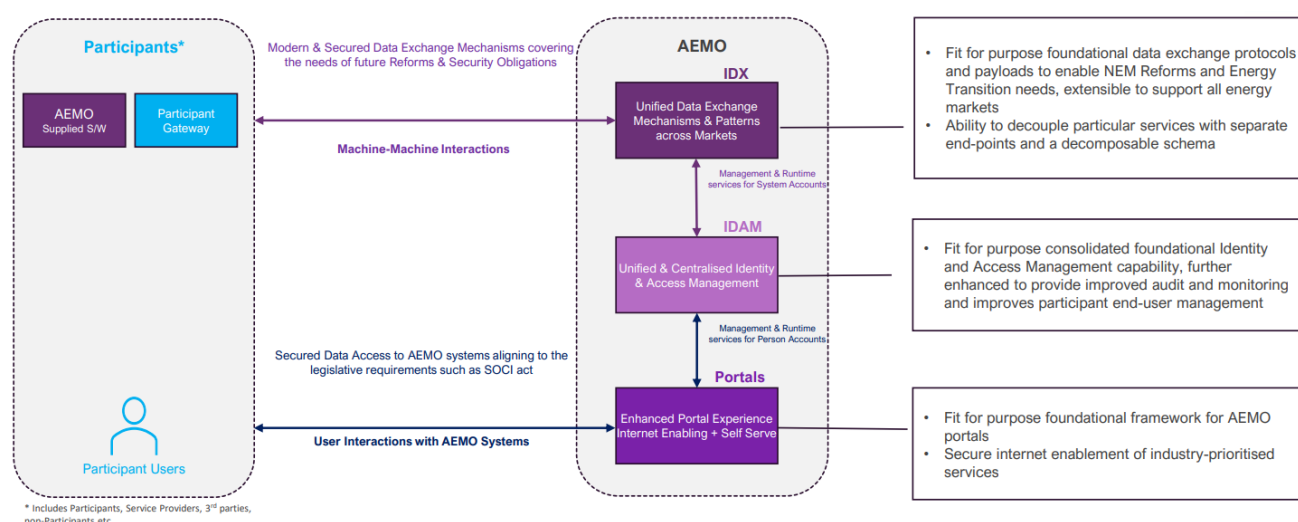 Participants*
AEMO
Supplied S/W
Participant
Gateway
Participant Users
* Includes Participants, Service Providers, 3rd parties,
non-Participants etc
Modern & Secured Data Exchange Mechanisms covering
the needs of future Reforms & Security Obligations
Machine-Machine Interactions
Secured Data Access to AEMO systems aligning to the
legislative requirements such as SOCI act
User Interactions with AEMO Systems
AEMO
IDX
Unified Data Exchange
Mechanisms & Patterns
across Markets
Management & Runtime
services for System Accounts
IDAM
Unified & Centralised Identity
& Access Management
Management & Runtime
services for Person Accounts
Portals
Enhanced Portal Experience
Internet Enabling + Self Serve
• Fit for purpose foundational data exchange protocols
and payloads to enable NEM Reforms and Energy
Transition needs, extensible to support all energy
markets
• Ability to decouple particular services with separate
end-points and a decomposable schema
• Fit for purpose consolidated foundational Identity
and Access Management capability, further
enhanced to provide improved audit and monitoring
and improves participant end-user management
• Fit for purpose foundational framework for AEMO
portals
• Secure internet enablement of industry-prioritised
services